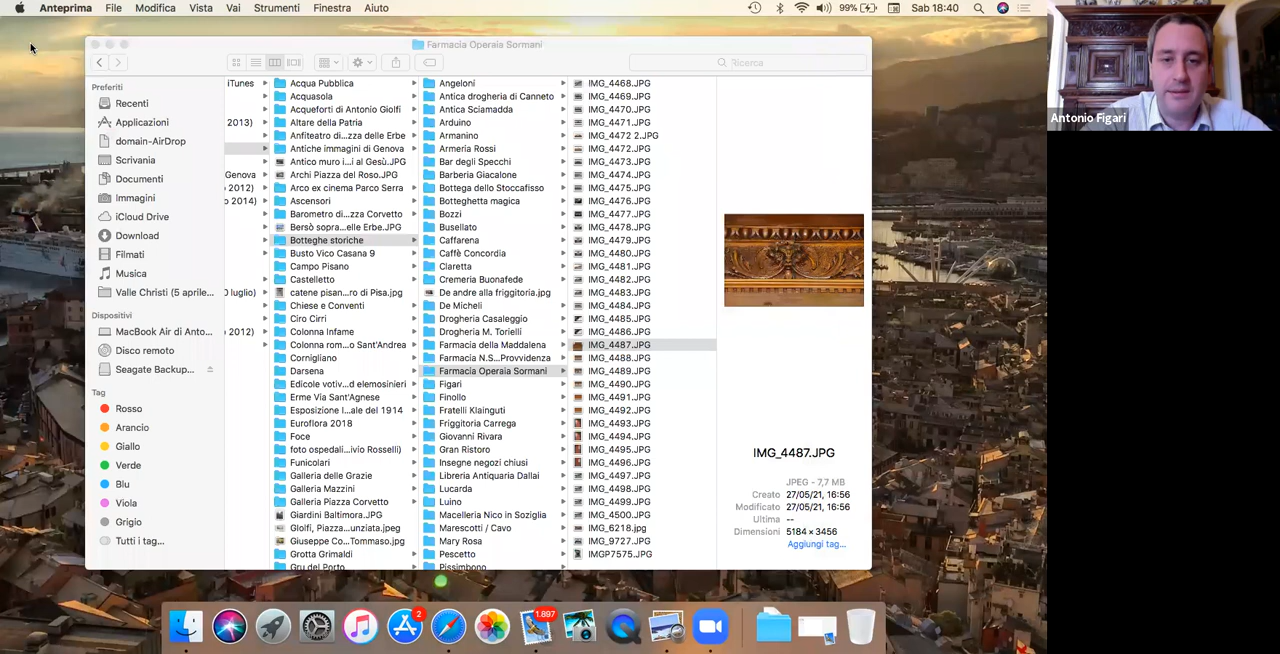 Anteprima File Modifica Vista Vai Strumenti Finestra Aiuto 99% Sab 18:40
Farmacia Operaia Sormani
Ricerca
Preferiti
Recenti
Applicazioni
domain-AirDrop
Scrivania
Documenti
Immagini
iCloud Drive
Download
Filmati
Musica
Valle Christi (5 aprile...
Dispositivi
MacBook Air di Anto...
Disco remoto
Seagate Backup...
Tag
Rosso
Arancio
Giallo
Verde
Blu
Viola
Grigio
Tutti i tag...
iTunes
2013)
Genova
o 2012)
o 2014)
0 luglio)
o 2012)
Acqua Pubblica
Acquasola
Acqueforti di Antonio Giolfi
Altare della Patria
Anfiteatro di...zza delle Erbe
Antiche immagini di Genova
Antico muro i...i al Gesù.JPG
Archi Piazza del Roso.JPG
Arco ex cinema Parco Serra
Ascensori
Barometro di...zza Corvetto
Bersò sopra...elle Erbe.JPG
Botteghe storiche
Busto Vico Casana 9
Campo Pisano
Castelletto
catene pisan...ro di Pisa.jpg
Chiese e Conventi
Ciro Cirri
Colonna Infame
Colonna rom...o Sant'Andrea
Cornigliano
Darsena
Edicole votiv...d elemosinieri
Erme Via Sant'Agnese
Esposizione I...ale del 1914
Euroflora 2018
Foce
foto ospedali...ivio Rosselli)
Funicolari
Galleria delle Grazie
Galleria Mazzini
Galleria Piazza Corvetto
Giardini Baltimora.JPG
GIolfi, Piazza...unziata.jpeg
Giuseppe Co...Tommaso.jpg
Grotta Grimaldi
Gru del Porto
Angeloni
Antica drogheria di Canneto
Antica Sciamadda
Arduino
Armanino
Armeria Rossi
Bar degli Specchi
Barberia Giacalone
Bottega dello Stoccafisso
Botteghetta magica
Bozzi
Busellato
Caffarena
Caffè Concordia
Claretta
Cremeria Buonafede
De andre alla friggitoria.jpg
De Micheli
Drogheria Casaleggio
Drogheria M. Torielli
Farmacia della Maddalena
Farmacia N.S...Provvidenza
Farmacia Operaia Sormani
Figari
Finollo
Fratelli Klainguti
Friggitoria Carrega
Giovanni Rivara
Gran Ristoro
Insegne negozi chiusi
Libreria Antiquaria Dallai
Lucarda
Luino
Macelleria Nico in Soziglia
Marescotti / Cavo
Mary Rosa
Pescetto
Pissimbono
IMG_4468.JPG
IMG_4469.JPG
IMG_4470.JPG
IMG_4471.JPG
IMG_4472 2.JPG
IMG_4472.JPG
IMG_4473.JPG
IMG_4474.JPG
IMG_4475.JPG
IMG_4476.JPG
IMG_4477.JPG
IMG_4478.JPG
IMG_4479.JPG
IMG_4480.JPG
IMG_4481.JPG
IMG_4482.JPG
IMG_4483.JPG
IMG_4484.JPG
IMG_4485.JPG
IMG_4486.JPG
IMG_4487.JPG
IMG_4488.JPG
IMG_4489.JPG
IMG_4490.JPG
IMG_4491.JPG
IMG_4492.JPG
IMG_4493.JPG
IMG_4494.JPG
IMG_4495.JPG
IMG_4496.JPG
IMG_4497.JPG
IMG_4498.JPG
IMG_4499.JPG
IMG_4500.JPG
IMG_6218.jpg
IMG_9727.JPG
IMGP7575.JPG
IMG_4487.JPG
JPEG - 7,7 MB
Creato 27/05/21, 16:56
Modificato 27/05/21, 16:56
Ultima --
Dimensioni 5184 × 3456
Aggiungi tag...
2
1.897
Antonio Figari